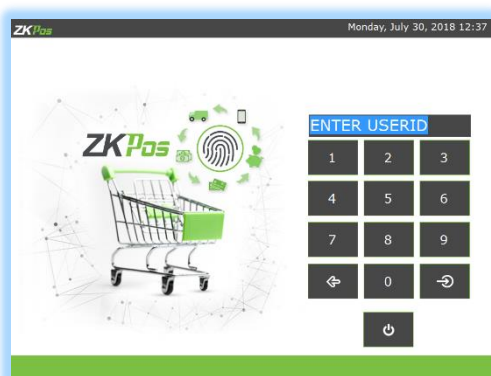 ZKPos
Monday, July 30, 2018 12:37
ZKPos
ENTER USERID
1 2 3
4 5 6
7 8 9
0